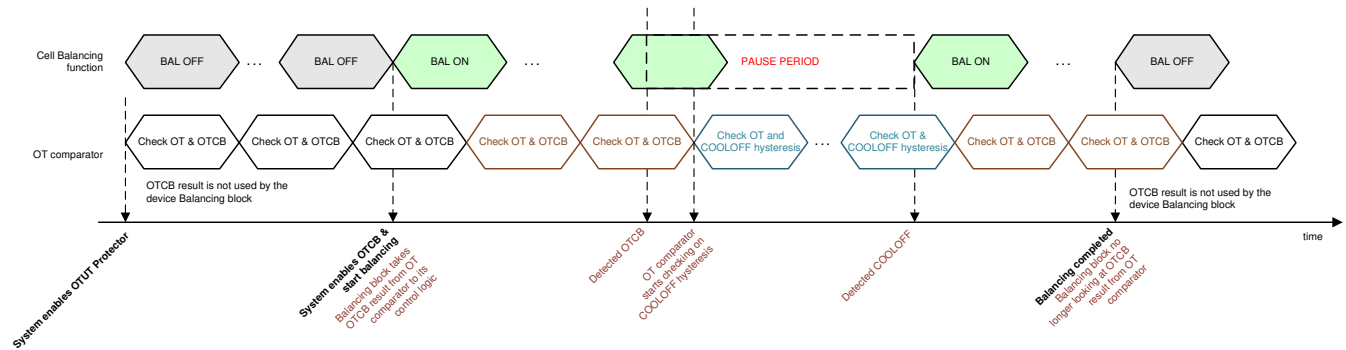 Cell Balancing
function
BAL OFF
...
BAL OFF
BAL ON
...
PAUSE PERIOD
BAL ON
...
BAL OFF
OT comparator
Check OT & OTCB
Check OT & OTCB
Check OT & OTCB
Check OT & OTCB
Check OT & OTCB
Check OT and
COOLOFF hysteresis
...
Check OT &
COOLOFF hysteresis
Check OT & OTCB
Check OT & OTCB
Check OT & OTCB
OTCB result is not used by the
device Balancing block
OTCB result is not used by the
device Balancing block
time
System enables OTUT Protector
System enables OTCB &
start balancing
Balancing block takes
OTCB result from OT
comparator to its
control logic
Detected OTCB
OT comparator
starts checking on
COOLOFF hysteresis
Detected COOLOFF
Balancing completed
Balancing block no
longer looking at OTCB
result from OT
comparator